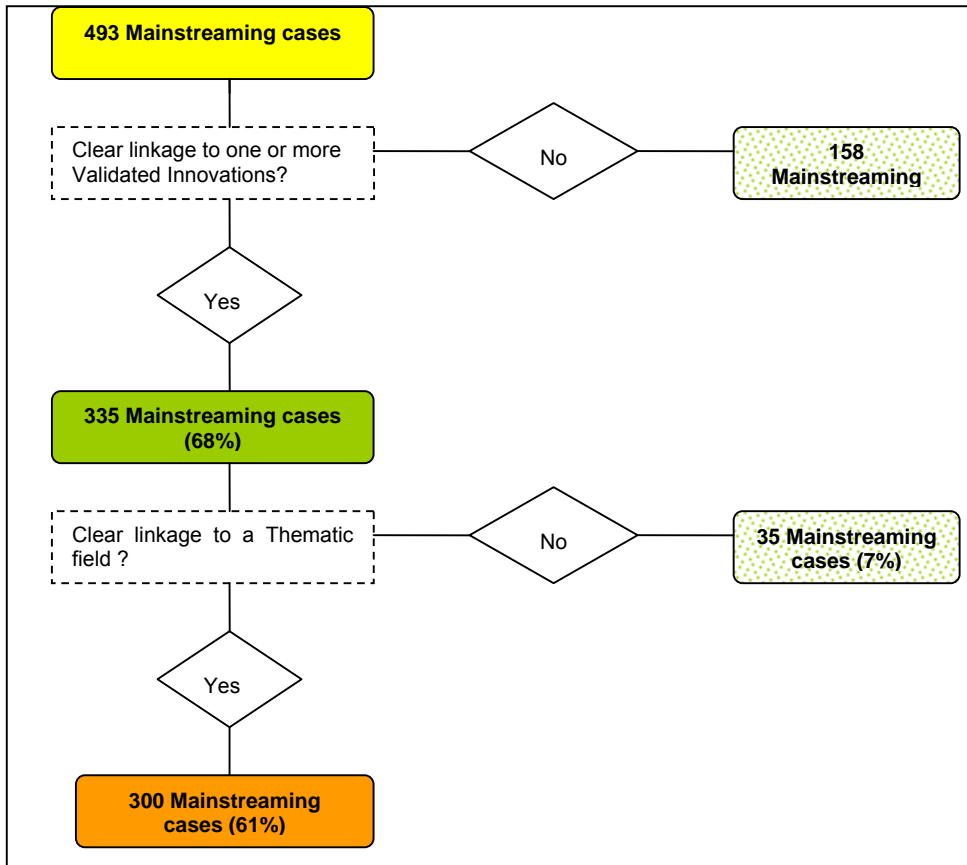 493 Mainstreaming cases
Clear linkage to one or more
Validated Innovations?
No
158
Mainstreaming
Yes
335 Mainstreaming cases
(68%)
Clear linkage to a Thematic
field ?
No
35 Mainstreaming
cases (7%)
Yes
300 Mainstreaming
cases (61%)